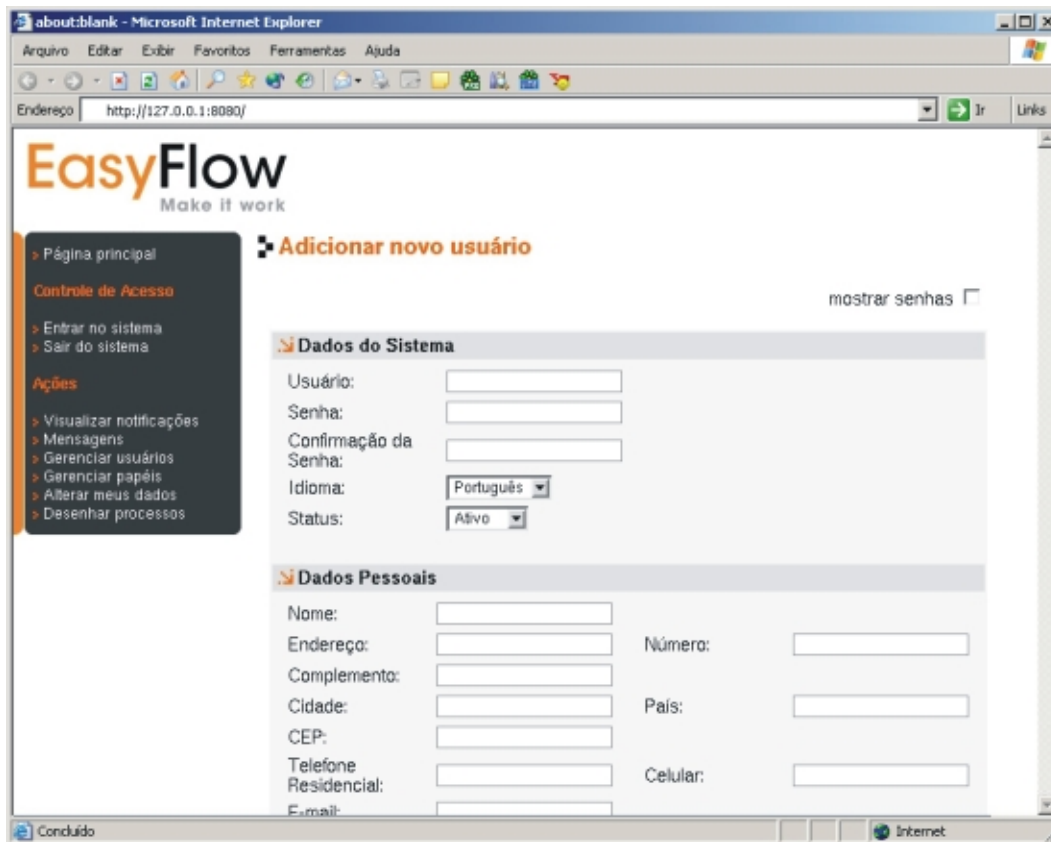 about:blank - Microsoft Internet Explorer
Arquivo Editar Exibir Favoritos Ferramentas Ajuda
Endereço http://127.0.0.1:8080/ Ir Links
EasyFlow
Make it work
Página principal
Controle de Acesso
Entrar no sistema
Sair do sistema
Ações
Visualizar notificações
Mensagens
Gerenciar usuários
Gerenciar papéis
Alterar meus dados
Desenhar processos
Adicionar novo usuário
mostrar senhas
Dados do Sistema
Usuário:
Senha:
Confirmação da
Senha:
Idioma: Português
Status: Ativo
Dados Pessoais
Nome:
Endereço: Número:
Complemento:
Cidade: País:
CEP:
Telefone
Residencial: Celular:
E-mail:
Concluído Internet